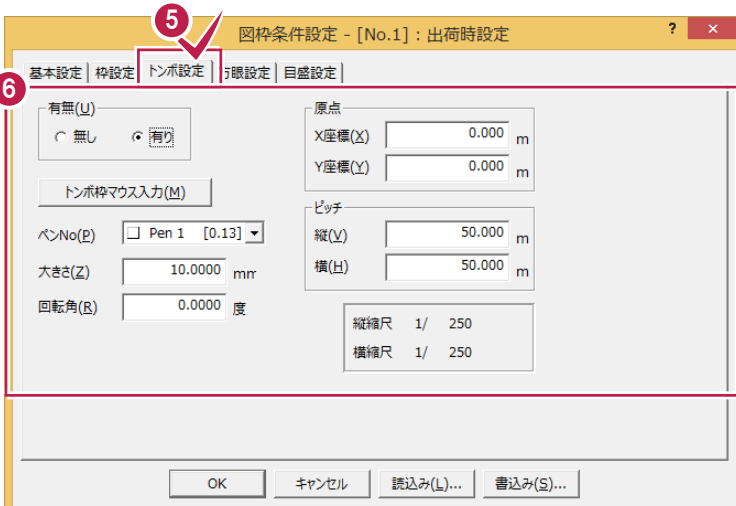 5
図枠条件設定 - [No.1] : 出荷時設定
? ×
基本設定 枠設定 トンボ設定 方眼設定 目盛設定
6
有無(U)
無し 有り
トンボ枠マウス入力(M)
ペンNo(P) Pen 1 [0.13]
大きさ(Z) 10.0000 mm
回転角(R) 0.0000 度
原点
X座標(X) 0.000 m
Y座標(Y) 0.000 m
ピッチ
縦(V) 50.000 m
横(H) 50.000 m
縦縮尺 1/ 250
横縮尺 1/ 250
OK キャンセル 読込み(L)... 書込み(S)...